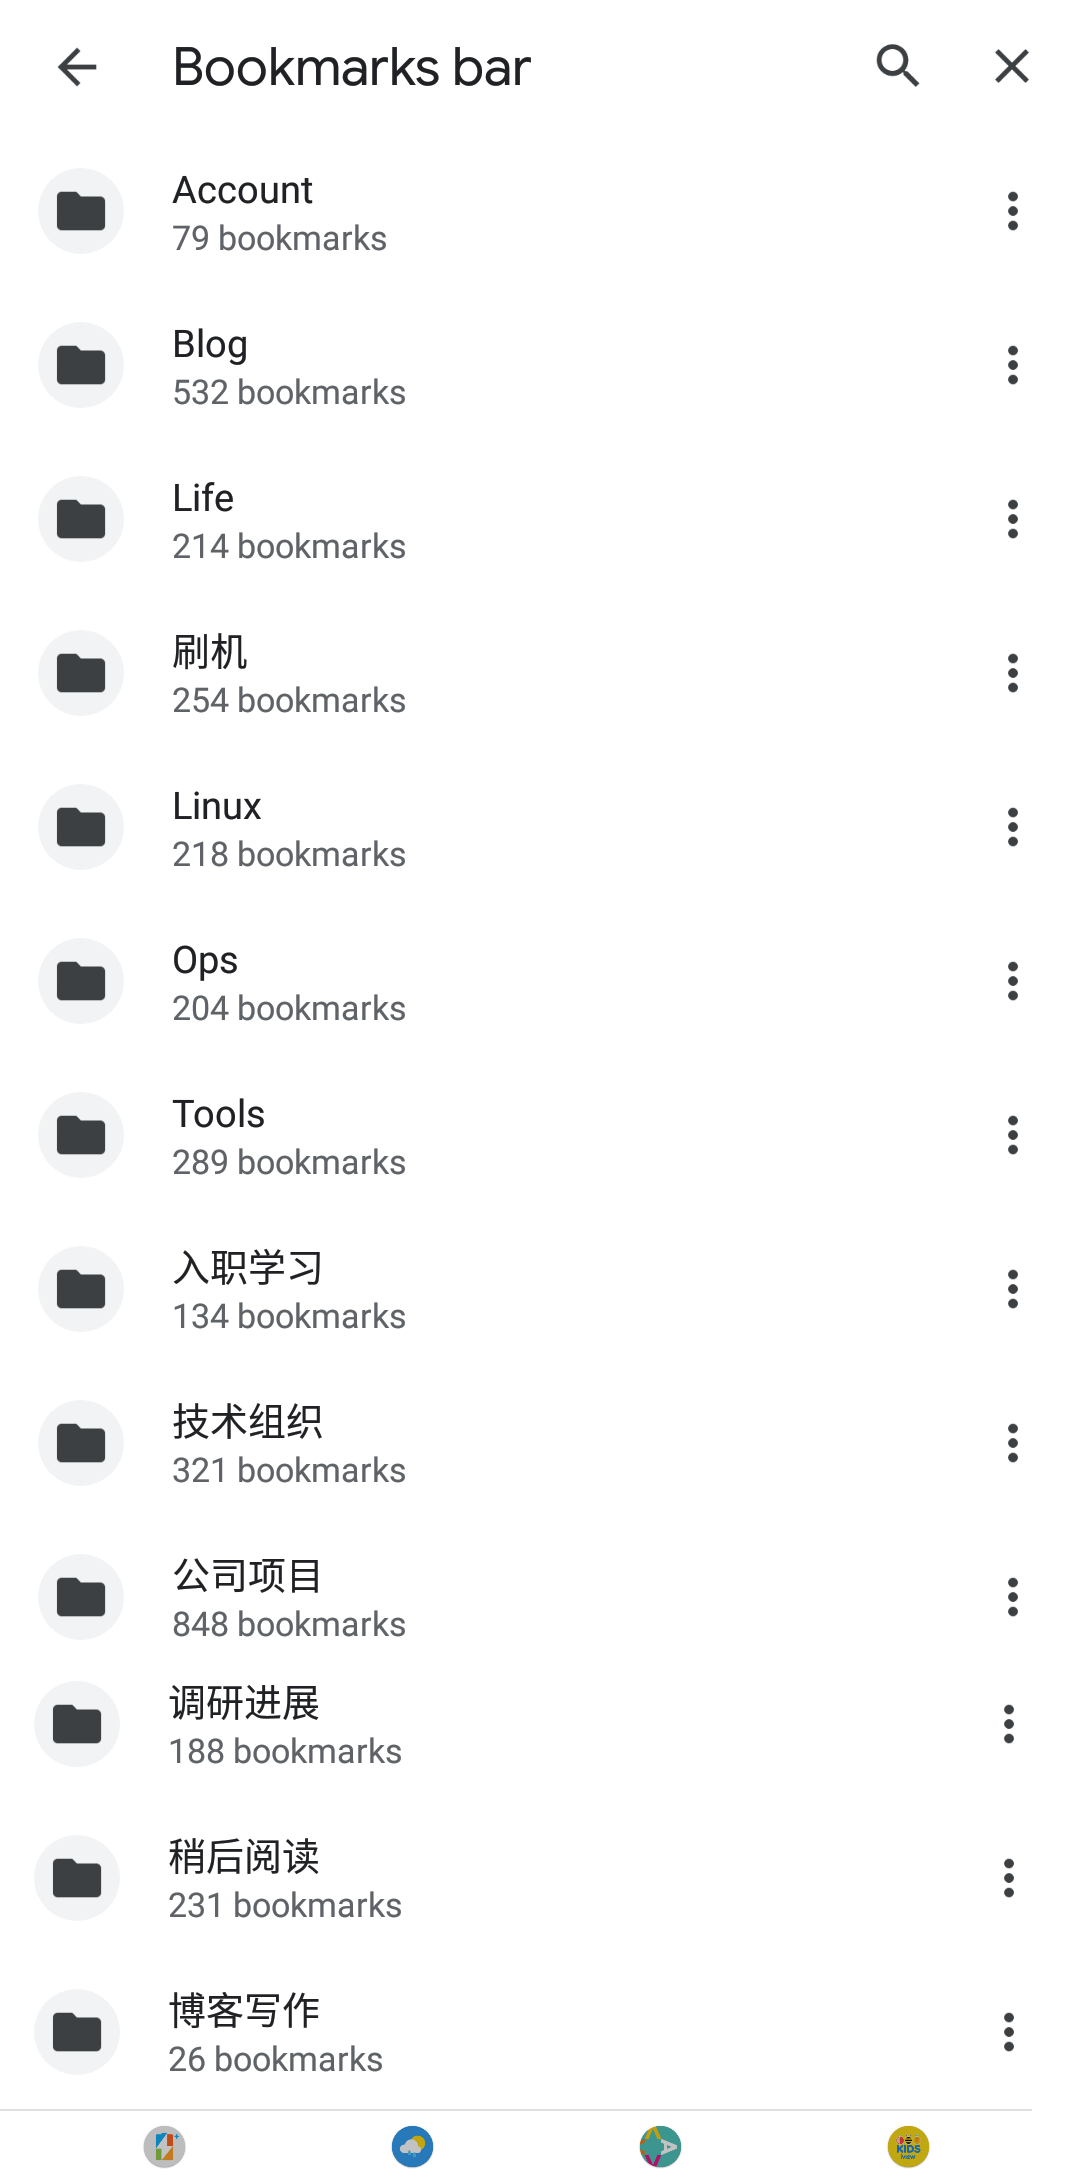 Bookmarks bar
Account
79 bookmarks
Blog
532 bookmarks
Life
214 bookmarks
刷机
254 bookmarks
Linux
218 bookmarks
Ops
204 bookmarks
Tools
289 bookmarks
入职学习
134 bookmarks
技术组织
321 bookmarks
公司项目
848 bookmarks
调研进展
188 bookmarks
稍后阅读
231 bookmarks
博客写作
26 bookmarks
KIDS
iview